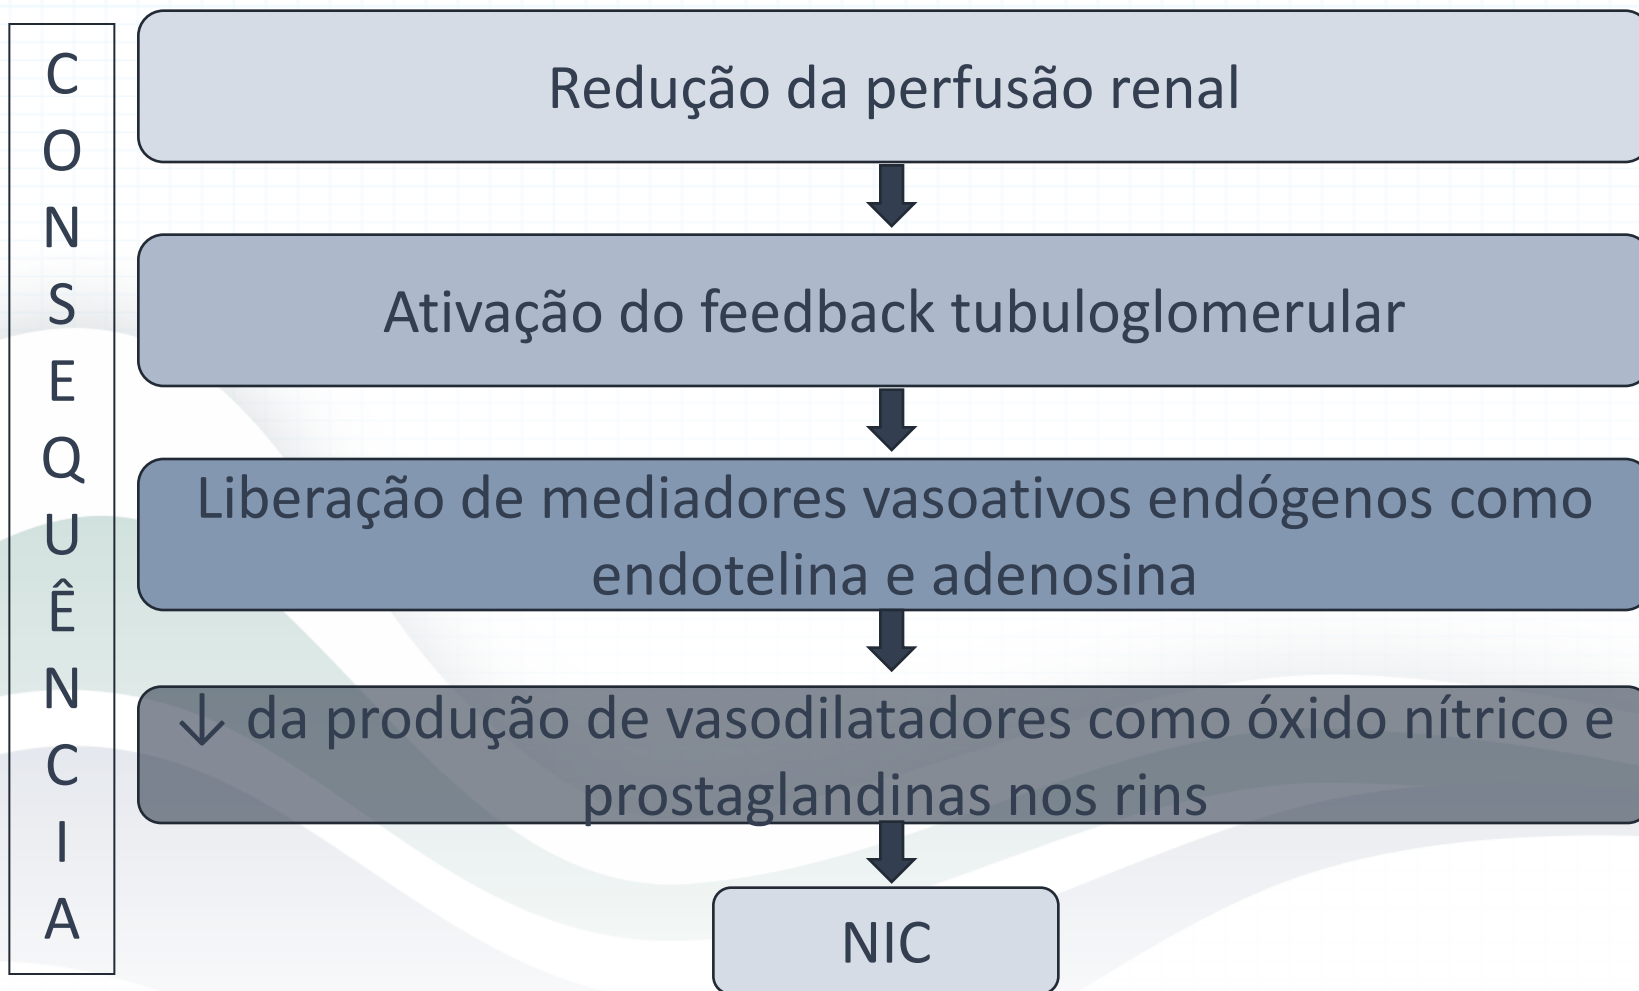 CONSEQUÊNCIA
Redução da perfusão renal
Ativação do feedback tubuloglomerular
Liberação de mediadores vasoativos endógenos como
endotelina e adenosina
↓ da produção de vasodilatadores como óxido nítrico e
prostaglandinas nos rins
NIC